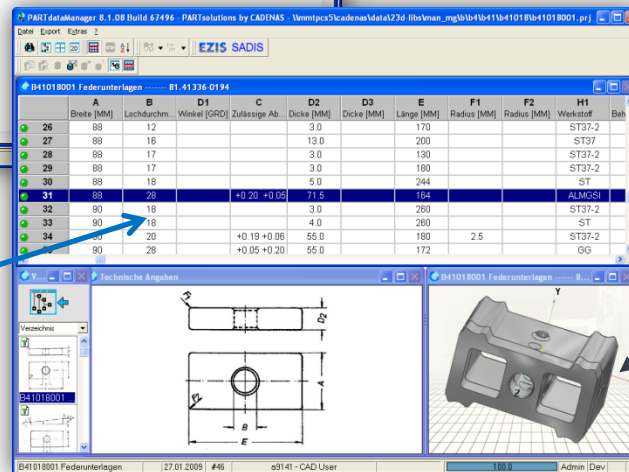 PARTdataManager 8.1.08 Build 67496 - PARTsolutions by CADENAS - \\mmtpcs5\cadenas\data\23d-libs\man_mg\b\b4\b41\b41018\b41018001.prj
Datei Export Extras ?
EZIS SADIS
B41018001 Federunterlagen ------- 81.41336-0194
A B D1 C D2 D3 E F1 F2 H1
Breite [MM] Lochdurchm... Winkel [GRD] Zulässige Ab... Dicke [MM] Dicke [MM] Länge [MM] Radius [MM] Radius [MM] Werkstoff Beh
26 88 12 3.0 170 ST37-2
27 88 16 13.0 200 ST37
28 88 17 3.0 130 ST37-2
29 88 17 3.0 180 ST37-2
30 88 18 5.0 244 ST
31 88 28 +0.20 +0.05 71.5 164 ALMGSI
32 90 18 3.0 260 ST37-2
33 90 18 4.0 260 ST
34 20 +0.19 +0.06 55.0 180 2.5 ST37-2
90 28 +0.05 +0.20 55.0 172 GG
V...
Technische Angaben
B41018001 Federunterlagen ------- 8...
Verzeichnis
B41018001
F1
D2
A
F2
B
E
Y
Z
B41018001 Federunterlagen 27.01.2009 #46 a9141 - CAD User 100.0 Admin Dev